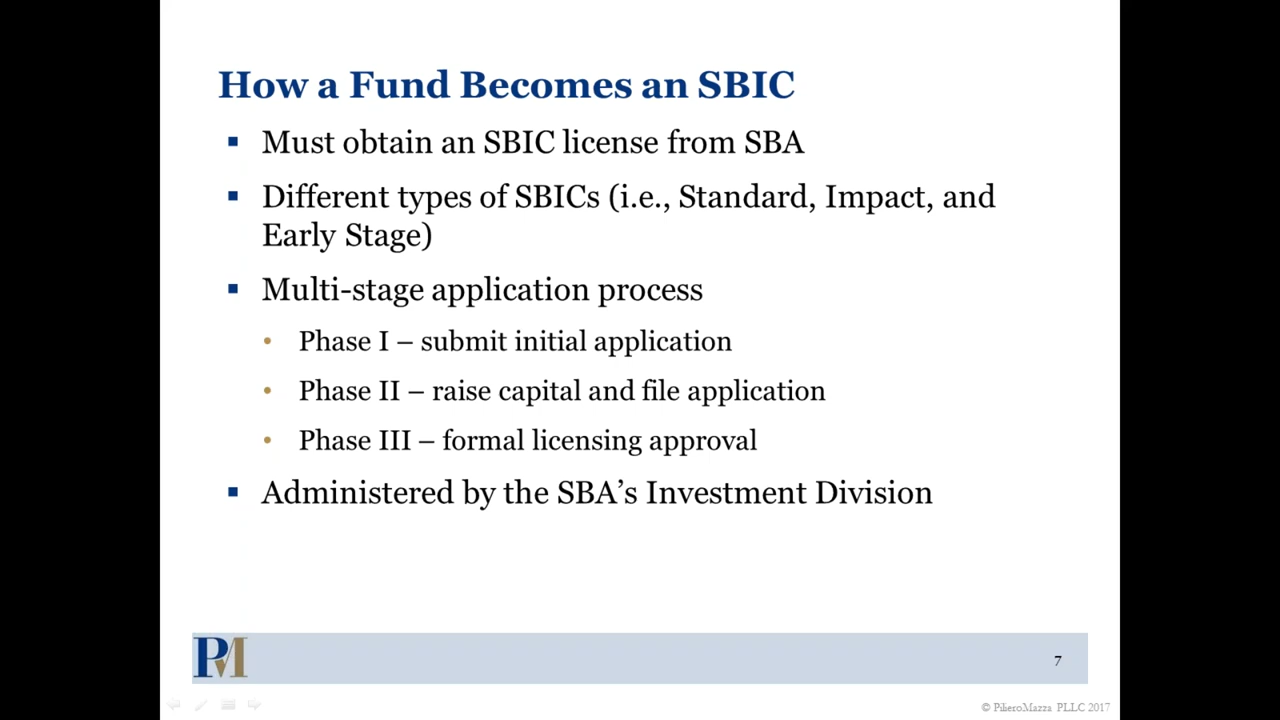 How a Fund Becomes an SBIC
▪ Must obtain an SBIC license from SBA
▪ Different types of SBICs (i.e., Standard, Impact, and
Early Stage)
▪ Multi-stage application process
• Phase I – submit initial application
• Phase II – raise capital and file application
• Phase III – formal licensing approval
▪ Administered by the SBA’s Investment Division
PM
7
© PilieroMazza PLLC 2017